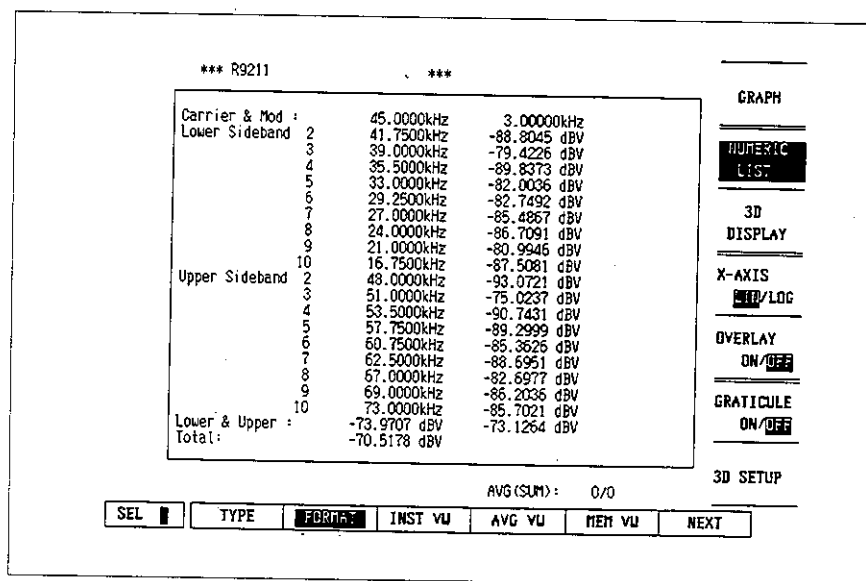 *** R9211 ***
Carrier & Mod : 45.0000kHz 3.00000kHz
Lower Sideband 2 41.7500kHz -88.8045 dBV
3 39.0000kHz -79.4226 dBV
4 35.5000kHz -89.8373 dBV
5 33.0000kHz -82.0036 dBV
6 29.2500kHz -82.7492 dBV
7 27.0000kHz -85.4867 dBV
8 24.0000kHz -86.7091 dBV
9 21.0000kHz -80.9946 dBV
10 16.7500kHz -87.5081 dBV
Upper Sideband 2 48.0000kHz -93.0721 dBV
3 51.0000kHz -75.0237 dBV
4 53.5000kHz -90.7431 dBV
5 57.7500kHz -89.2999 dBV
6 60.7500kHz -85.3626 dBV
7 62.5000kHz -88.6951 dBV
8 67.0000kHz -82.6977 dBV
9 69.0000kHz -86.2036 dBV
10 73.0000kHz -85.7021 dBV
Lower & Upper : -73.9707 dBV -73.1264 dBV
Total: -70.5178 dBV
AVG(SUM): 0/0
GRAPH
NUMERIC
LIST
3D
DISPLAY
X-AXIS
LIN/LOG
OVERLAY
ON/OFF
GRATICULE
ON/OFF
3D SETUP
SEL TYPE FORMAT INST VW AVG VW MEM VW NEXT